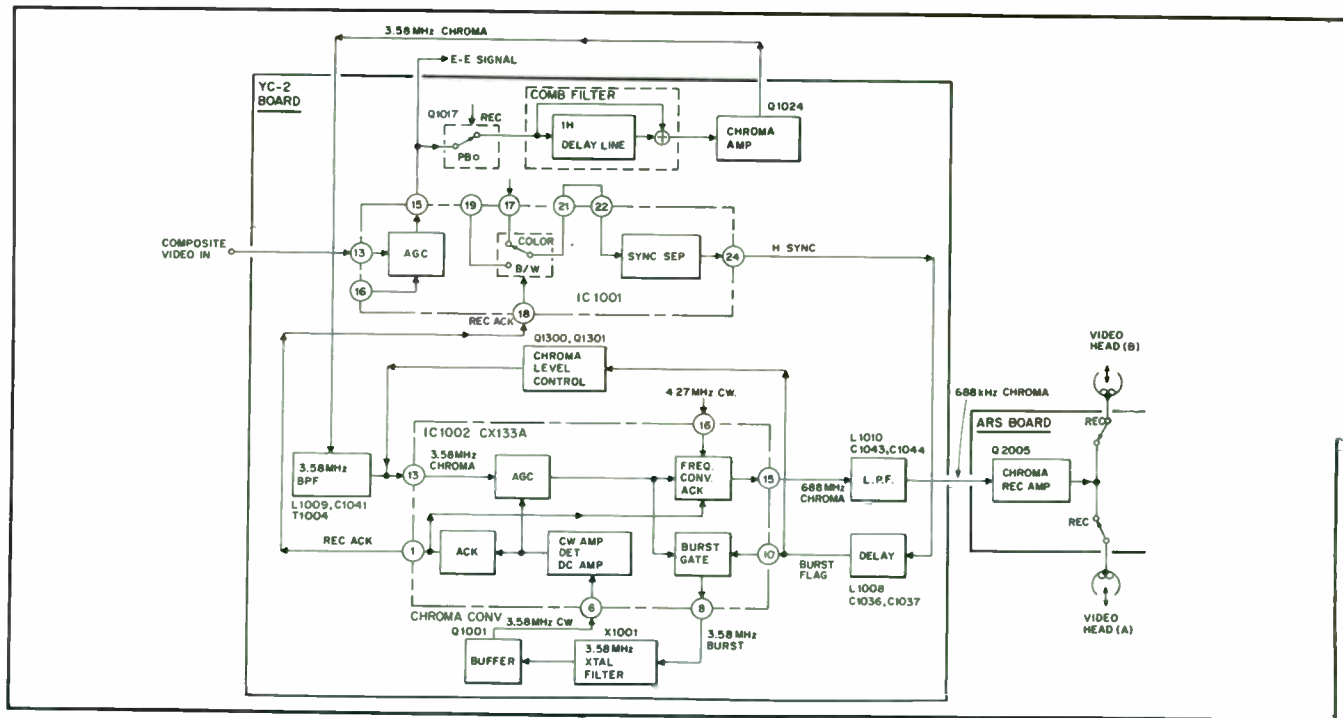 3.58MHz CHROMA
E-E SIGNAL
YC-2
BOARD
COMB FILTER
Q1024
Q1017
REC
PB
1H
DELAY LINE
+
CHROMA
AMP
15
19
17
21
22
COMPOSITE
VIDEO IN
13
AGC
COLOR
B/W
SYNC SEP
24
H SYNC
16
IC1001
18
REC ACK
Q1300, Q1301
CHROMA
LEVEL
CONTROL
4.27MHz CW.
VIDEO
HEAD (B)
688kHz CHROMA
REC
ARS BOARD
IC1002 CX133A
16
3.58MHz
BPF
13
3.58MHz
CHROMA
AGC
FREQ.
CONV.
ACK
15
L1010
C1043,C1044
L.P.F.
Q2005
CHROMA
REC AMP
688MHz
CHROMA
L1009, C1041
T1004
REC
REC ACK
1
ACK
CW AMP
DET
DC AMP
BURST
GATE
10
BURST
FLAG
DELAY
L1008
C1036,C1037
CHROMA CONV
6
8
VIDEO
HEAD(A)
Q1001
3.58MHz CW
X1001
3.58MHz
BURST
BUFFER
3.58MHz
XTAL
FILTER